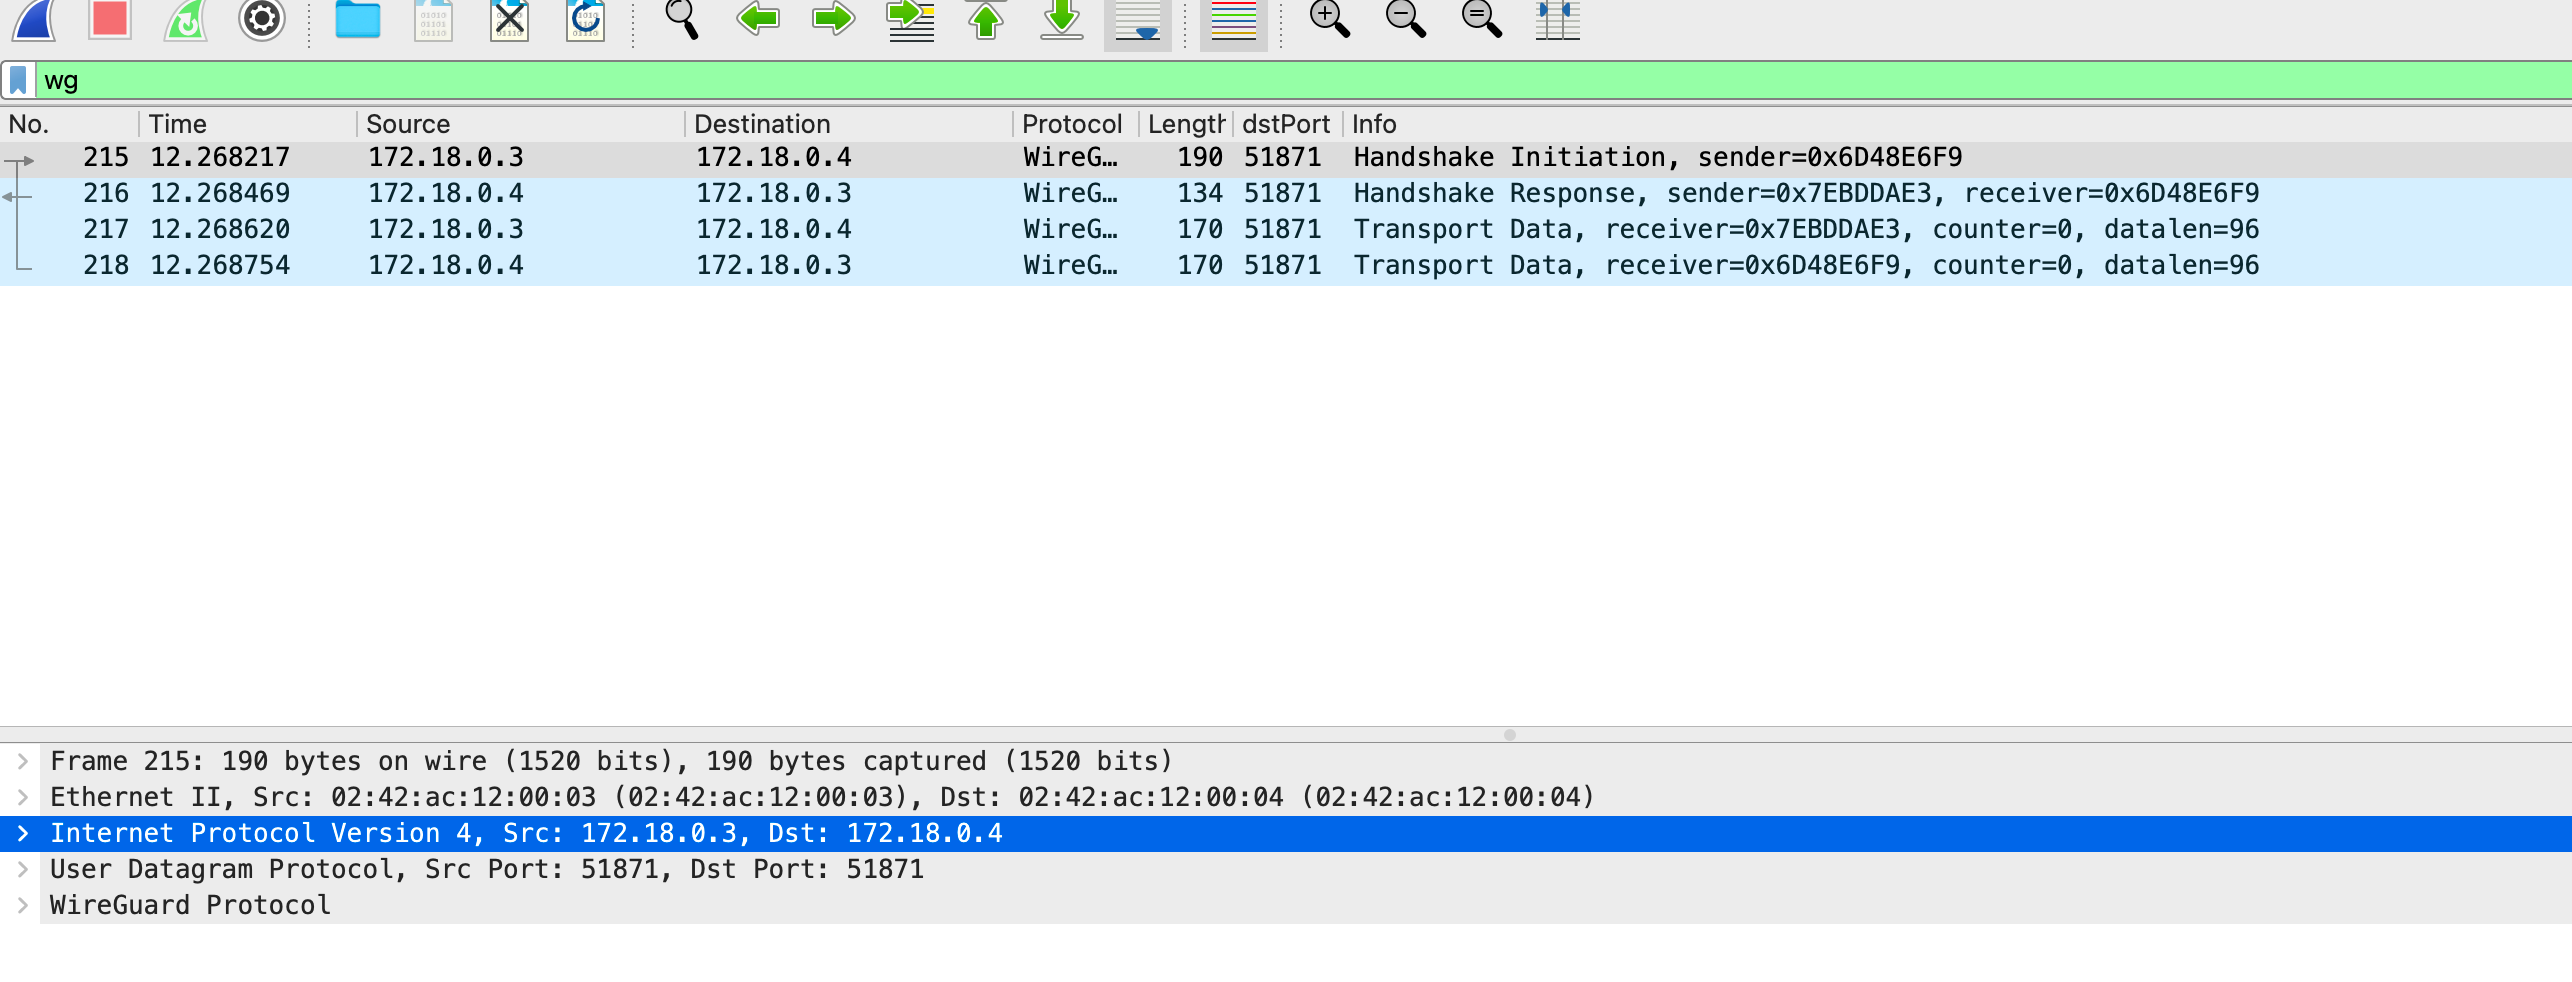 wg
No. Time Source Destination Protocol Length dstPort Info
215 12.268217 172.18.0.3 172.18.0.4 WireG… 190 51871 Handshake Initiation, sender=0x6D48E6F9
216 12.268469 172.18.0.4 172.18.0.3 WireG… 134 51871 Handshake Response, sender=0x7EBDDAE3, receiver=0x6D48E6F9
217 12.268620 172.18.0.3 172.18.0.4 WireG… 170 51871 Transport Data, receiver=0x7EBDDAE3, counter=0, datalen=96
218 12.268754 172.18.0.4 172.18.0.3 WireG… 170 51871 Transport Data, receiver=0x6D48E6F9, counter=0, datalen=96
Frame 215: 190 bytes on wire (1520 bits), 190 bytes captured (1520 bits)
Ethernet II, Src: 02:42:ac:12:00:03 (02:42:ac:12:00:03), Dst: 02:42:ac:12:00:04 (02:42:ac:12:00:04)
Internet Protocol Version 4, Src: 172.18.0.3, Dst: 172.18.0.4
User Datagram Protocol, Src Port: 51871, Dst Port: 51871
WireGuard Protocol